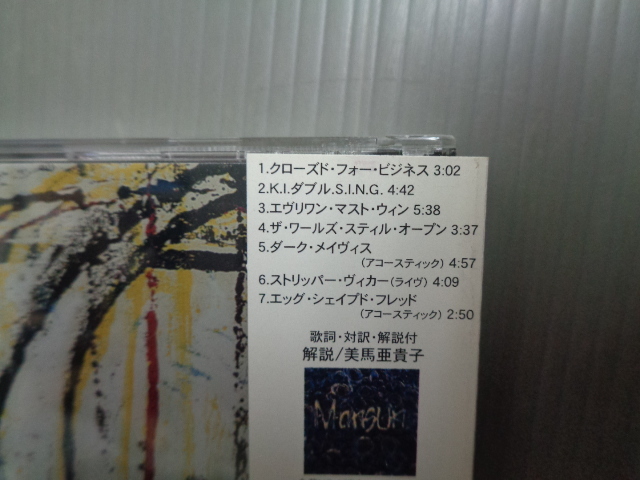 1.クローズド・フォー・ビジネス 3:02
2.K.I.ダブル.S.I.N.G. 4:42
3.エヴリワン・マスト・ウィン 5:38
4.ザ・ワールズ・スティル・オープン 3:37
5.ダーク・メイヴィス
(アコースティック) 4:57
6.ストリッパー・ヴィカー(ライヴ) 4:09
7.エッグ・シェイプド・フレッド
(アコースティック) 2:50
歌詞・対訳・解説付
解説/美馬亜貴子
Mansun